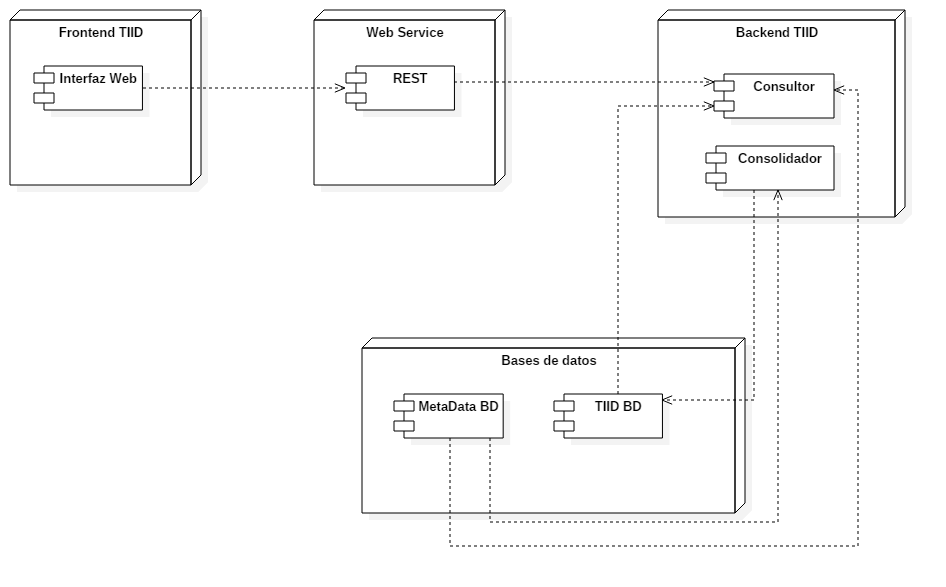 Frontend TIID
Interfaz Web
Web Service
REST
Backend TIID
Consultor
Consolidador
Bases de datos
MetaData BD
TIID BD